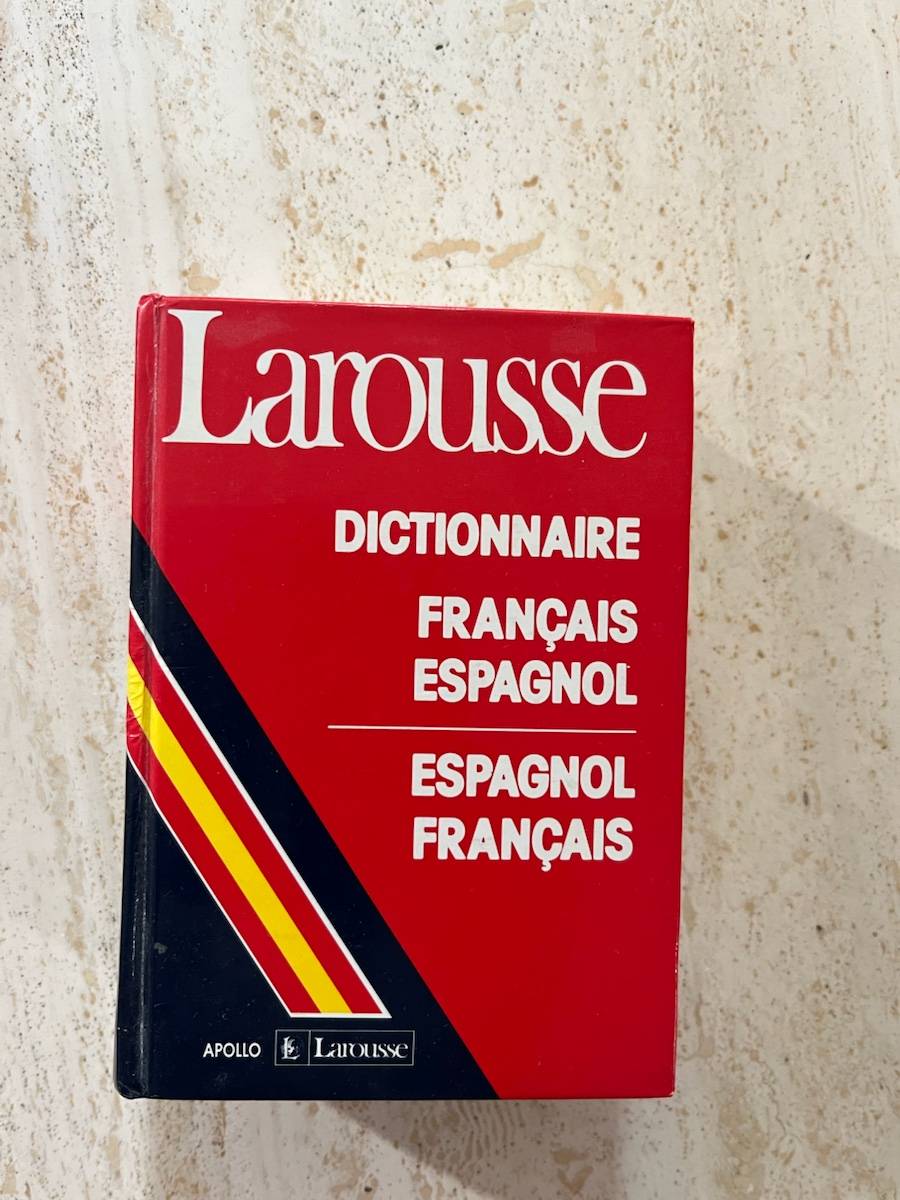 Larousse
DICTIONNAIRE
FRANÇAIS
ESPAGNOL
ESPAGNOL
FRANÇAIS
APOLLO L Larousse